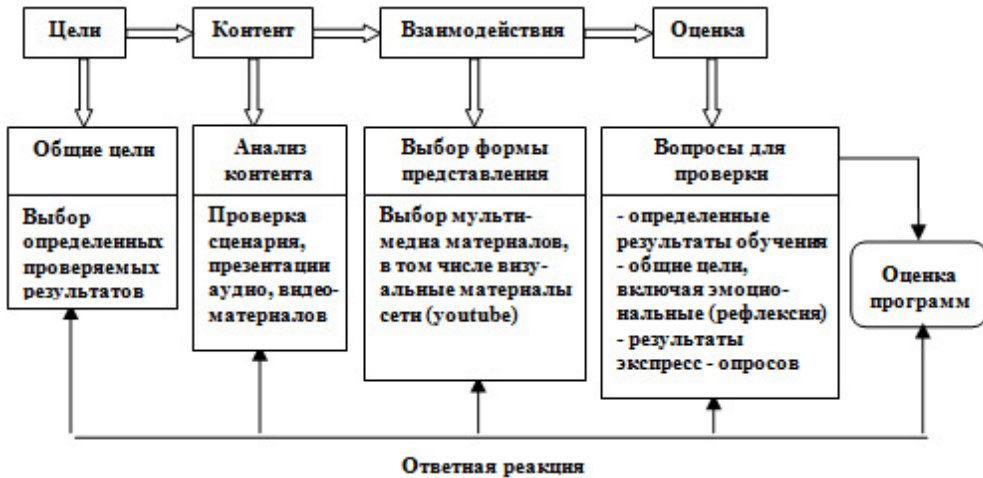 Цели
Контент
Взаимодействия
Оценка
Общие цели
Выбор
определенных
проверяемых
результатов
Анализ
контента
Проверка
сценария,
презентации
аудио, видео-
материалов
Выбор формы
представления
Выбор мульти-
медиа материалов,
в том числе визу-
альные материалы
сети (youtube)
Вопросы для
проверки
- определенные
результаты обучения
- общие цели,
включая эмоцио-
нальные (рефлексия)
- результаты
экспресс - опросов
Оценка
программ
Ответная реакция